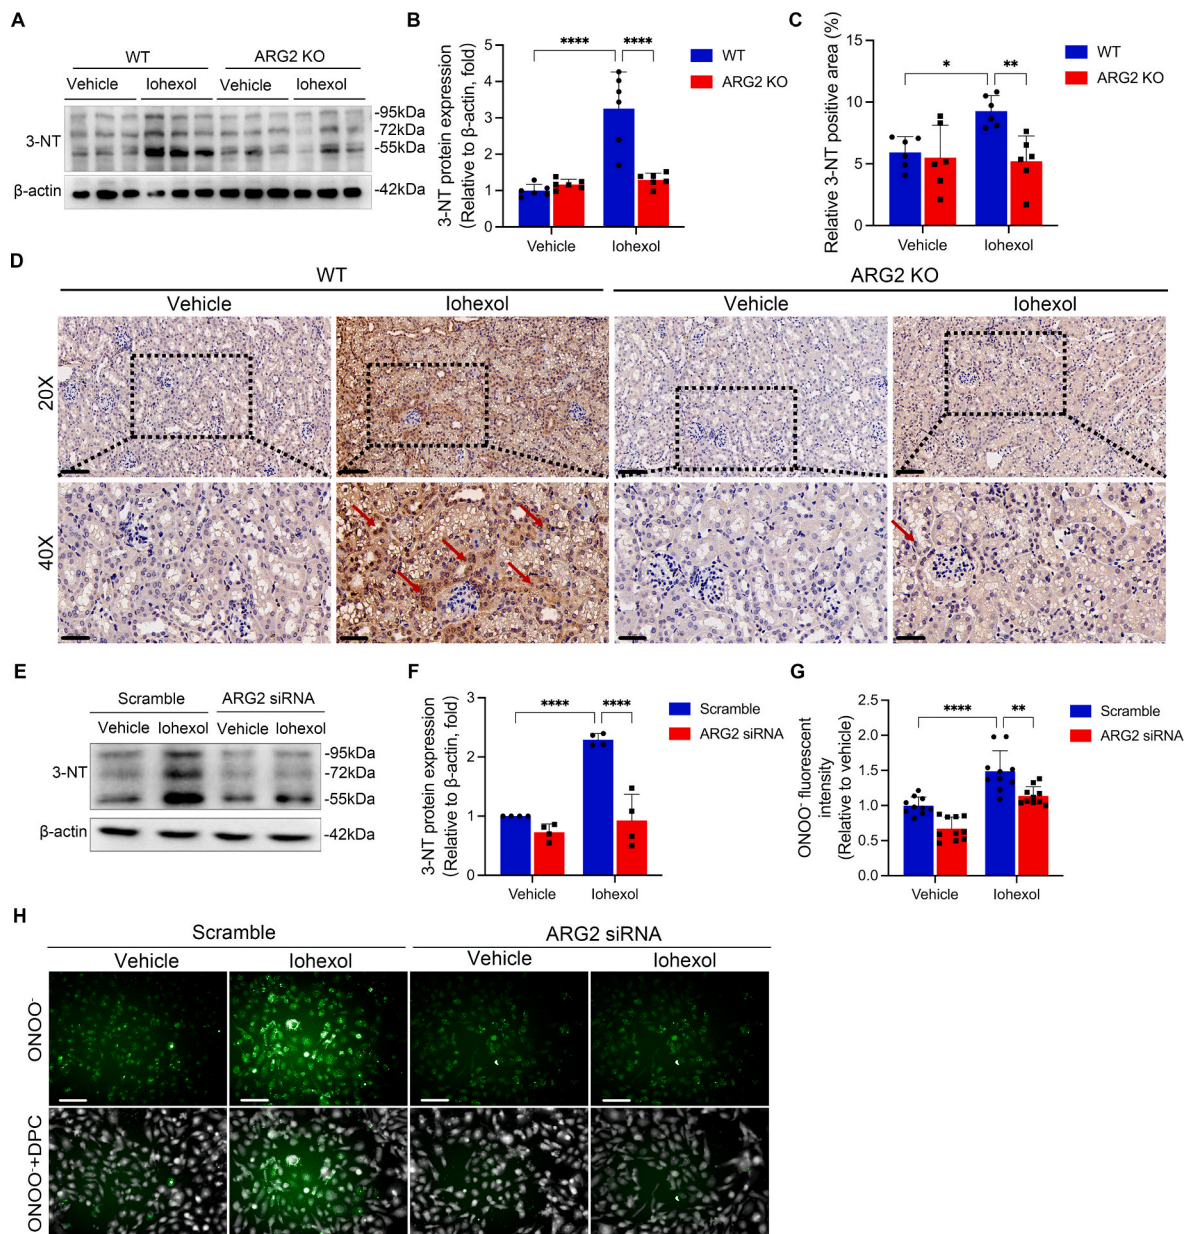 A
WT
ARG2 KO
Vehicle
Iohexol
Vehicle
Iohexol
3-NT
-95kDa
-72kDa
-55kDa
β-actin
-42kDa
B
3-NT protein expression
(Relative to β-actin, fold)
5
4
3
2
1
0
****
****
Vehicle
Iohexol
WT
ARG2 KO
C
Relative 3-NT positive area (%)
15
10
5
0
*
**
Vehicle
Iohexol
WT
ARG2 KO
D
WT
ARG2 KO
Vehicle
Iohexol
Vehicle
Iohexol
20X
40X
E
Scramble
ARG2 siRNA
Vehicle
Iohexol
Vehicle
Iohexol
3-NT
-95kDa
-72kDa
-55kDa
β-actin
-42kDa
F
3-NT protein expression
(Relative to β-actin, fold)
3
2
1
0
****
****
Vehicle
Iohexol
Scramble
ARG2 siRNA
G
ONOO⁻ fluorescent
intensity
(Relative to vehicle)
2.5
2.0
1.5
1.0
0.5
0.0
****
**
Vehicle
Iohexol
Scramble
ARG2 siRNA
H
Scramble
ARG2 siRNA
Vehicle
Iohexol
Vehicle
Iohexol
ONOO⁻
ONOO⁻+DPC